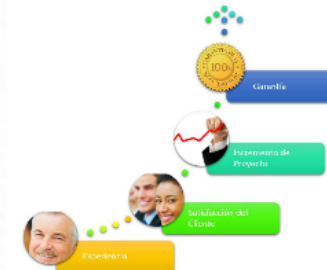 100%
Garantía
Incremento de
Proyecto
Satisfacción del
Cliente
Experiencia